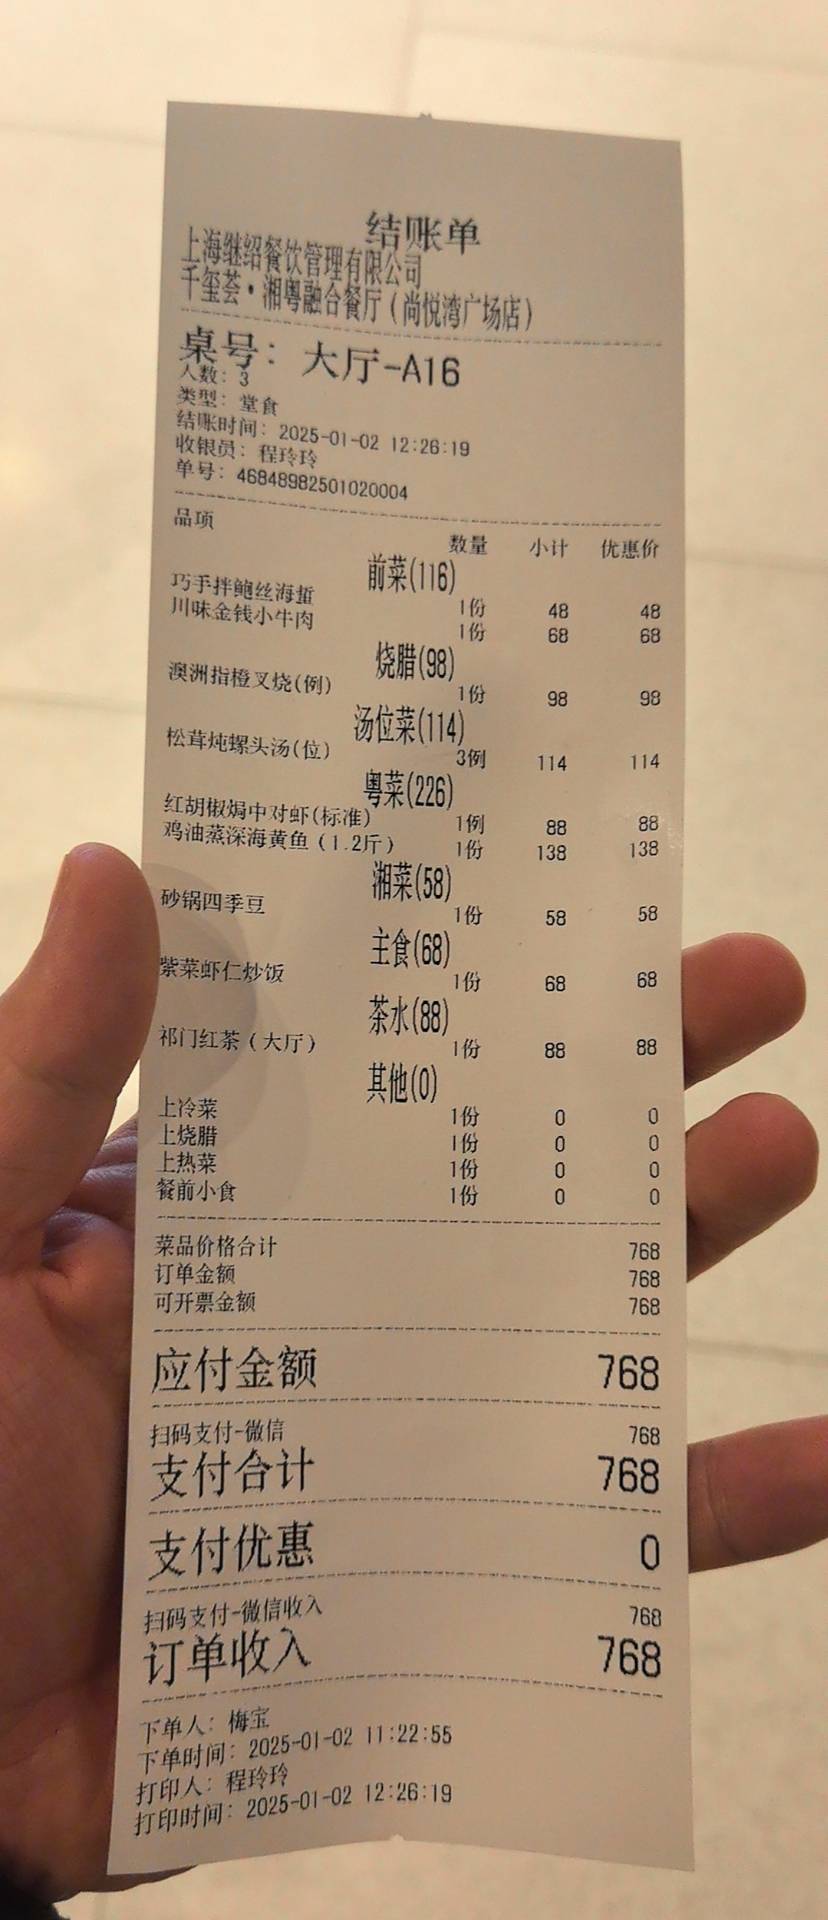 结账单
上海继绍餐饮管理有限公司
千玺荟·湘粤融合餐厅(尚悦湾广场店)
桌号: 大厅-A16
人数: 3
类型: 堂食
结账时间: 2025-01-02 12:26:19
收银员: 程玲玲
单号: 46848982501020004
品项 数量 小计 优惠价
前菜(116)
巧手拌鲍丝海蜇 1份 48 48
川味金钱小牛肉 1份 68 68
烧腊(98)
澳洲指橙叉烧(例) 1份 98 98
汤位菜(114)
松茸炖螺头汤(位) 3例 114 114
粤菜(226)
红胡椒焗中对虾(标准) 1例 88 88
鸡油蒸深海黄鱼(1.2斤) 1份 138 138
湘菜(58)
砂锅四季豆 1份 58 58
主食(68)
紫菜虾仁炒饭 1份 68 68
茶水(88)
祁门红茶(大厅) 1份 88 88
其他(0)
上冷菜 1份 0 0
上烧腊 1份 0 0
上热菜 1份 0 0
餐前小食 1份 0 0
菜品价格合计 768
订单金额 768
可开票金额 768
应付金额 768
扫码支付-微信 768
支付合计 768
支付优惠 0
扫码支付-微信收入 768
订单收入 768
下单人: 梅宝
下单时间: 2025-01-02 11:22:55
打印人: 程玲玲
打印时间: 2025-01-02 12:26:19